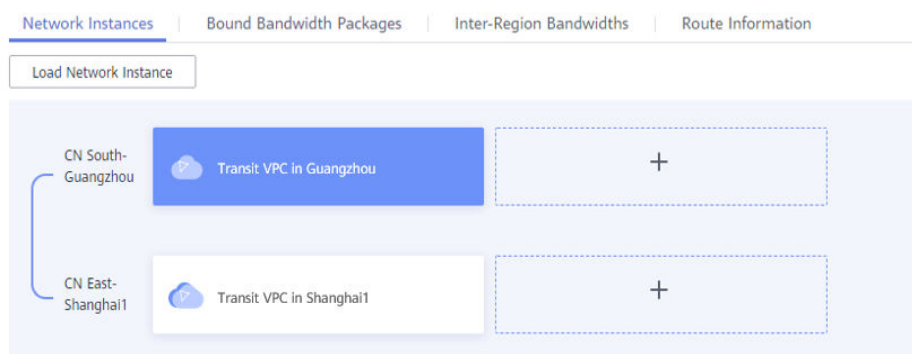 Network Instances Bound Bandwidth Packages Inter-Region Bandwidths Route Information
Load Network Instance
CN South-
Guangzhou
Transit VPC in Guangzhou
CN East-
Shanghai1
Transit VPC in Shanghai1